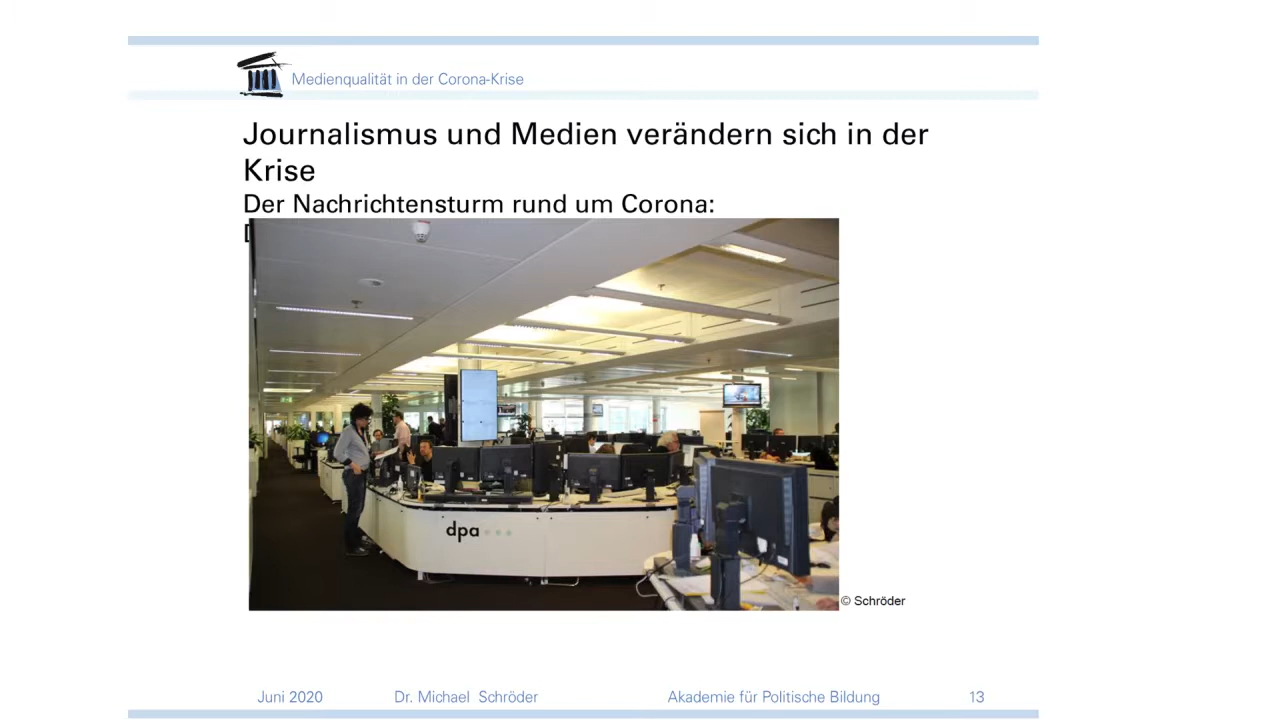 Medienqualität in der Corona-Krise
Journalismus und Medien verändern sich in der
Krise
Der Nachrichtensturm rund um Corona:
dpa
© Schröder
Juni 2020 Dr. Michael Schröder Akademie für Politische Bildung 13